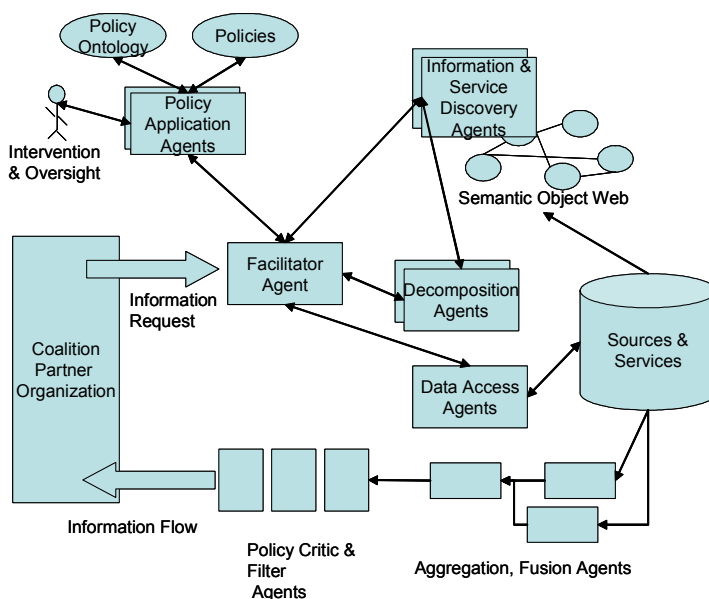 Policy
Ontology
Policies
Information &
Service
Discovery
Agents
Policy
Application
Agents
Intervention
& Oversight
Semantic Object Web
Facilitator
Agent
Information
Request
Decomposition
Agents
Sources &
Services
Coalition
Partner
Organization
Data Access
Agents
Information Flow
Policy Critic &
Filter
Agents
Aggregation, Fusion Agents